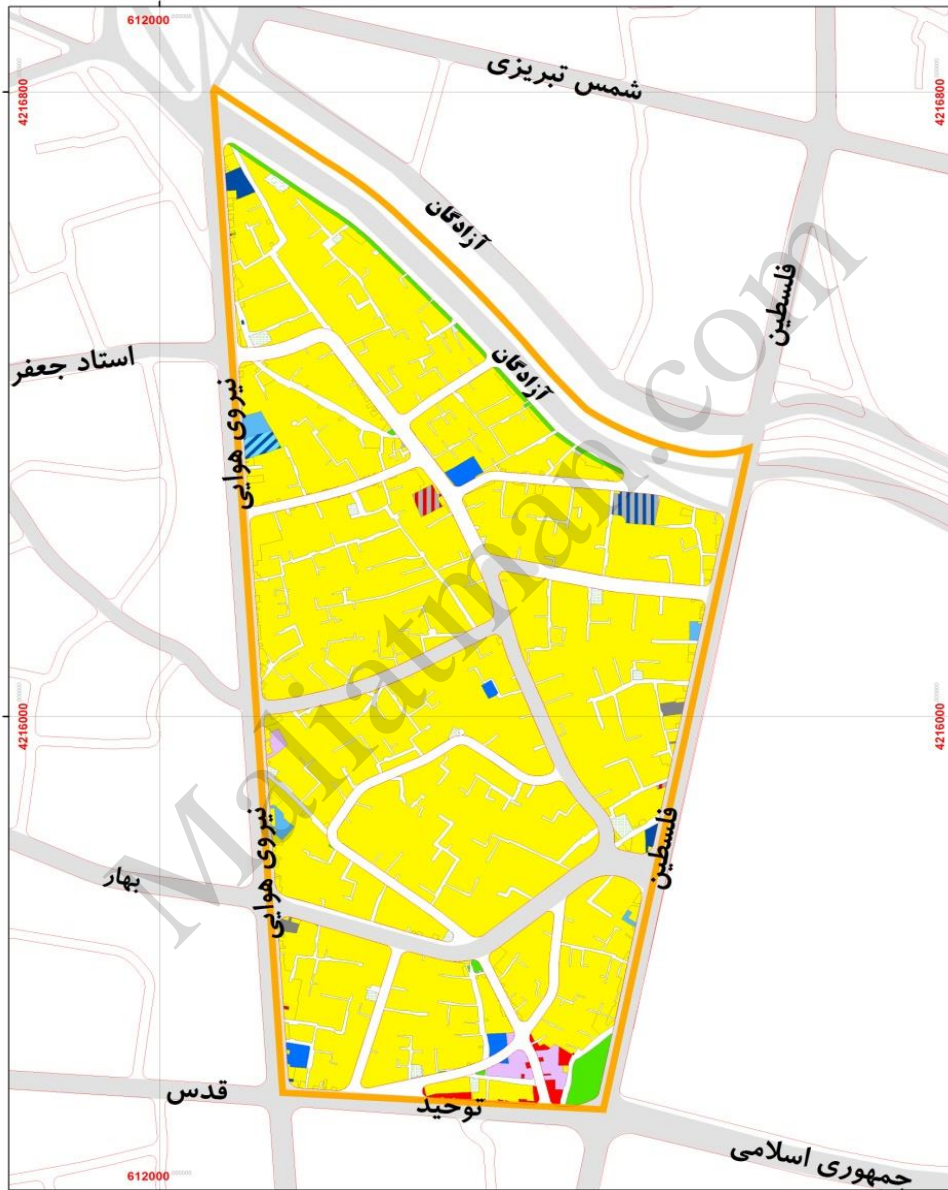 612000
4216800
4216800
شمس تبریزی
آزادگان
فلسطین
آزادگان
استاد جعفر
نیروی هوایی
4216000
4216000
نیروی هوایی
فلسطین
بهار
قدس
توحید
جمهوری اسلامی
612000
Maliatman.com